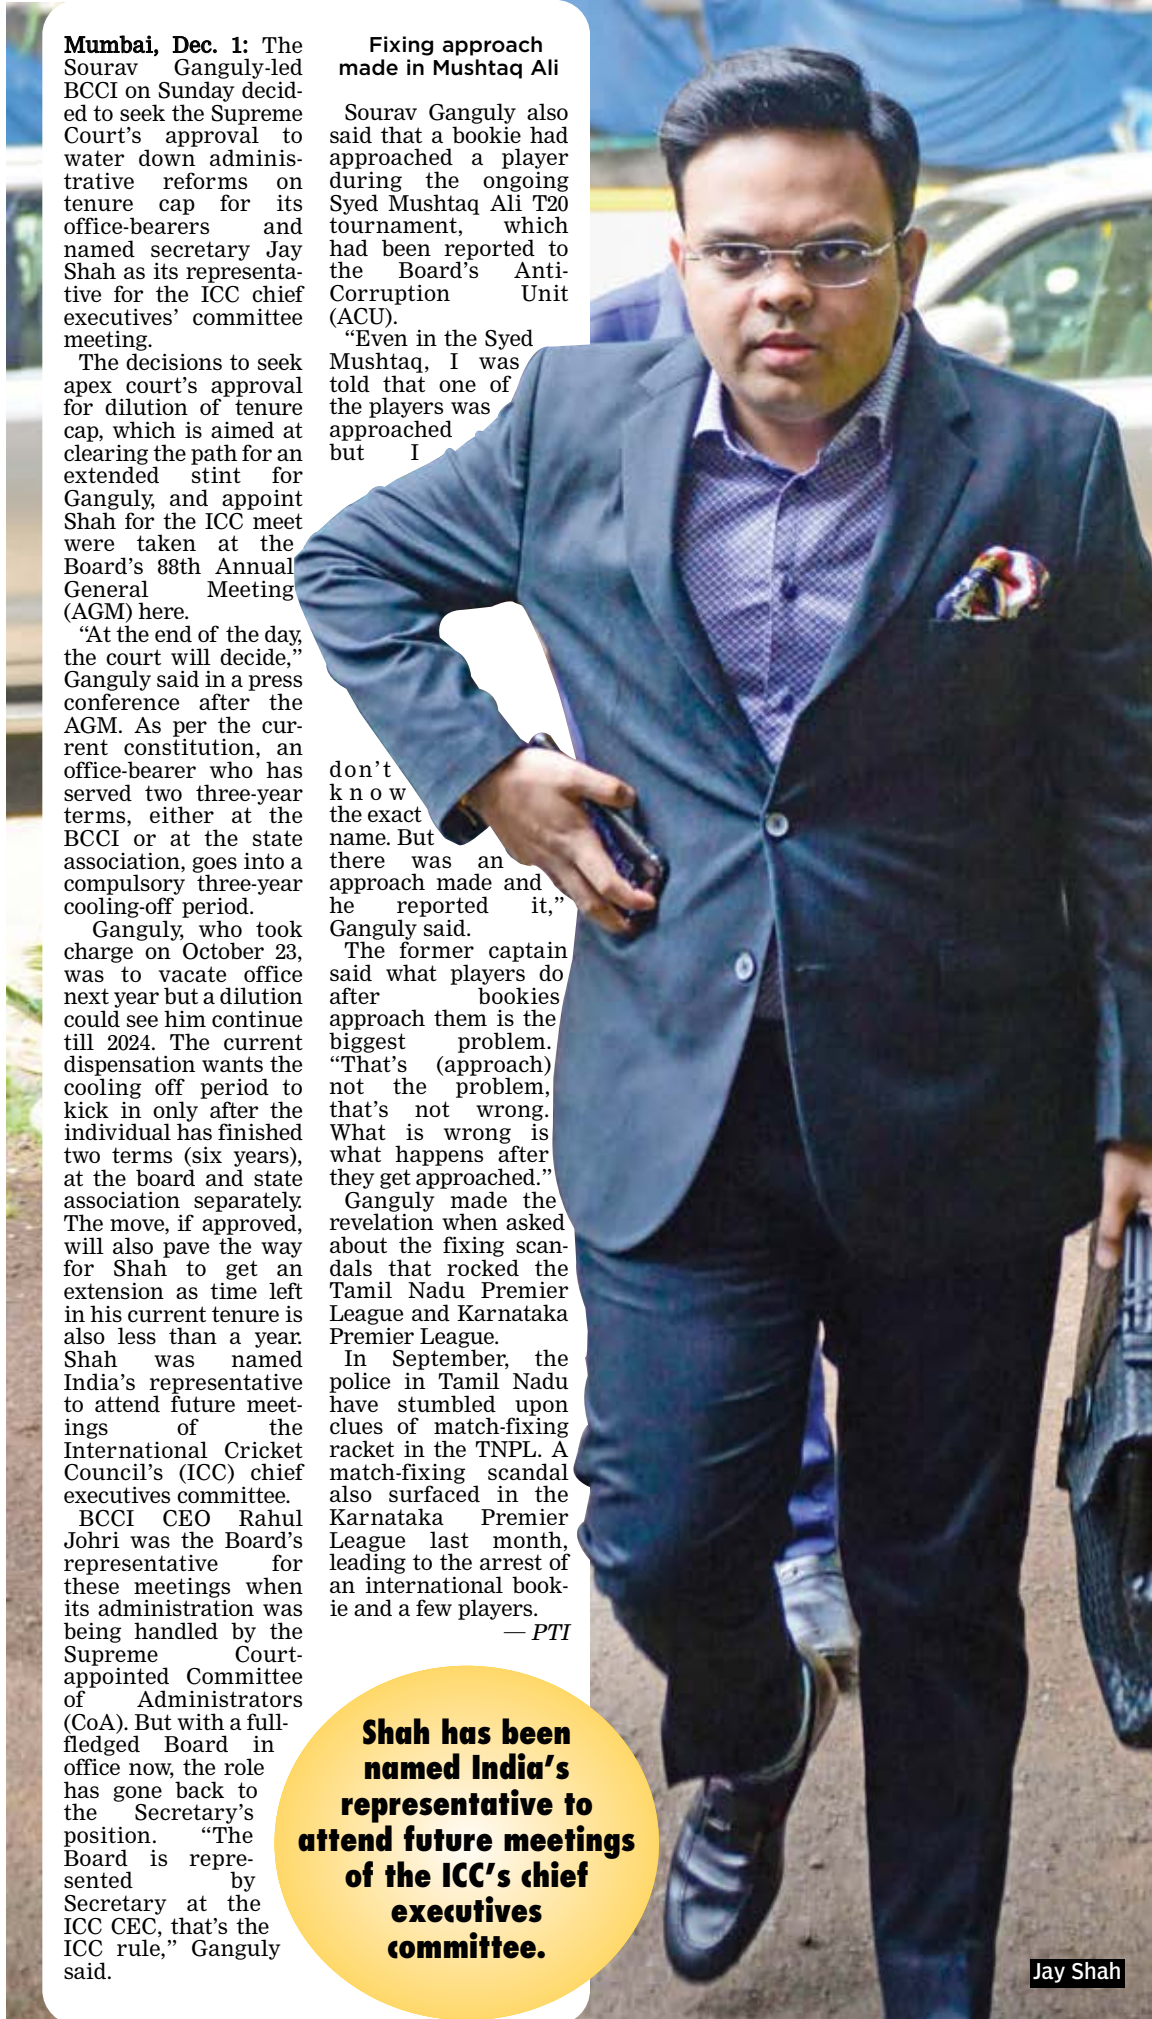 Mumbai, Dec. 1: The
Sourav Ganguly-led
BCCI on Sunday decid-
ed to seek the Supreme
Court's approval to
water down adminis-
trative reforms on
tenure cap for its
office-bearers and
named secretary Jay
Shah as its representa-
tive for the ICC chief
executives' committee
meeting.
The decisions to seek
apex court's approval
for dilution of tenure
cap, which is aimed at
clearing the path for an
extended stint for
Ganguly, and appoint
Shah for the ICC meet
were taken at the
Board's 88th Annual
General Meeting
(AGM) here.
“At the end of the day,
the court will decide,”
Ganguly said in a press
conference after the
AGM. As per the cur-
rent constitution, an
office-bearer who has
served two three-year
terms, either at the
BCCI or at the state
association, goes into a
compulsory three-year
cooling-off period.
Ganguly, who took
charge on October 23,
was to vacate office
next year but a dilution
could see him continue
till 2024. The current
dispensation wants the
cooling off period to
kick in only after the
individual has finished
two terms (six years),
at the board and state
association separately.
The move, if approved,
will also pave the way
for Shah to get an
extension as time left
in his current tenure is
also less than a year.
Shah was named
India's representative
to attend future meet-
ings of the
International Cricket
Council's (ICC) chief
executives committee.
BCCI CEO Rahul
Johri was the Board's
representative for
these meetings when
its administration was
being handled by the
Supreme Court-
appointed Committee
of Administrators
(CoA). But with a full-
fledged Board in
office now, the role
has gone back to
the Secretary's
position. “The
Board is repre-
sented by
Secretary at the
ICC CEC, that's the
ICC rule,” Ganguly
said.
Fixing approach
made in Mushtaq Ali
Sourav Ganguly also
said that a bookie had
approached a player
during the ongoing
Syed Mushtaq Ali T20
tournament, which
had been reported to
the Board's Anti-
Corruption Unit
(ACU).
“Even in the Syed
Mushtaq, I was
told that one of
the players was
approached
but I
don't
know
the exact
name. But
there was an
approach made and
he reported it,”
Ganguly said.
The former captain
said what players do
after bookies
approach them is the
biggest problem.
“That's (approach)
not the problem,
that's not wrong.
What is wrong is
what happens after
they get approached.”
Ganguly made the
revelation when asked
about the fixing scan-
dals that rocked the
Tamil Nadu Premier
League and Karnataka
Premier League.
In September, the
police in Tamil Nadu
have stumbled upon
clues of match-fixing
racket in the TNPL. A
match-fixing scandal
also surfaced in the
Karnataka Premier
League last month,
leading to the arrest of
an international book-
ie and a few players.
— PTI
Shah has been
named India's
representative to
attend future meetings
of the ICC's chief
executives
committee.
Jay Shah